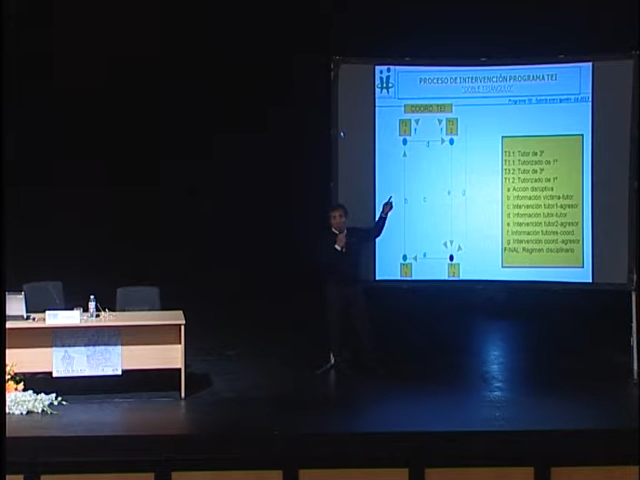 PROCESO DE INTERVENCIÓN PROGRAMA TEI
"DOBLE TRIÁNGULO"
COORD. TEI
T3.1: Tutor de 3º
T1.1: Tutorizado de 1º
T3.2: Tutor de 3º
T1.2: Tutorizado de 1º
a: Acción disruptiva
b: Información víctima-tutor
c: Intervención tutor1-agresor
d: Información tutor-tutor
e: Intervención tutor2-agresor
f: Información tutores-coord.
g: Intervención coord.-agresor
FINAL: Régimen disciplinario